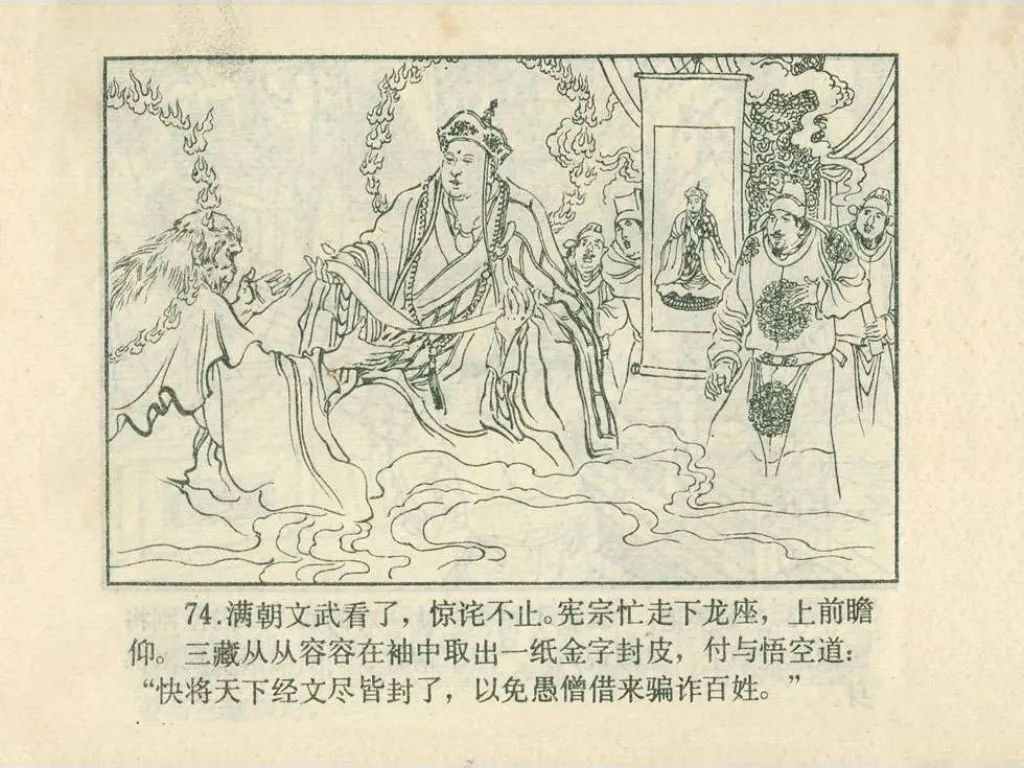 74.满朝文武看了，惊诧不止。宪宗忙走下龙座，上前瞻
仰。三藏从从容容在袖中取出一纸金字封皮，付与悟空道：
“快将天下经文尽皆封了，以免愚僧借来骗诈百姓。”